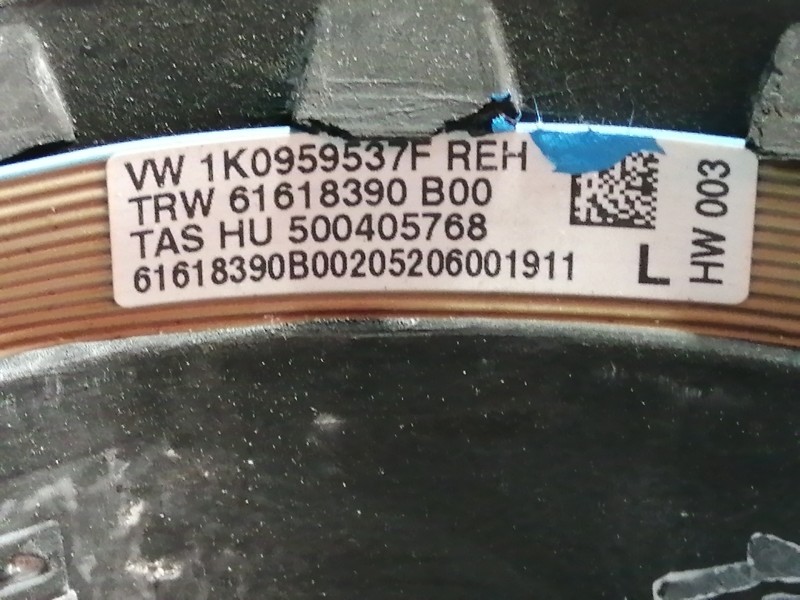 VW 1K0959537F REH
TRW 61618390 B00
TAS HU 500405768
61618390B00205206001911
L
HW 003